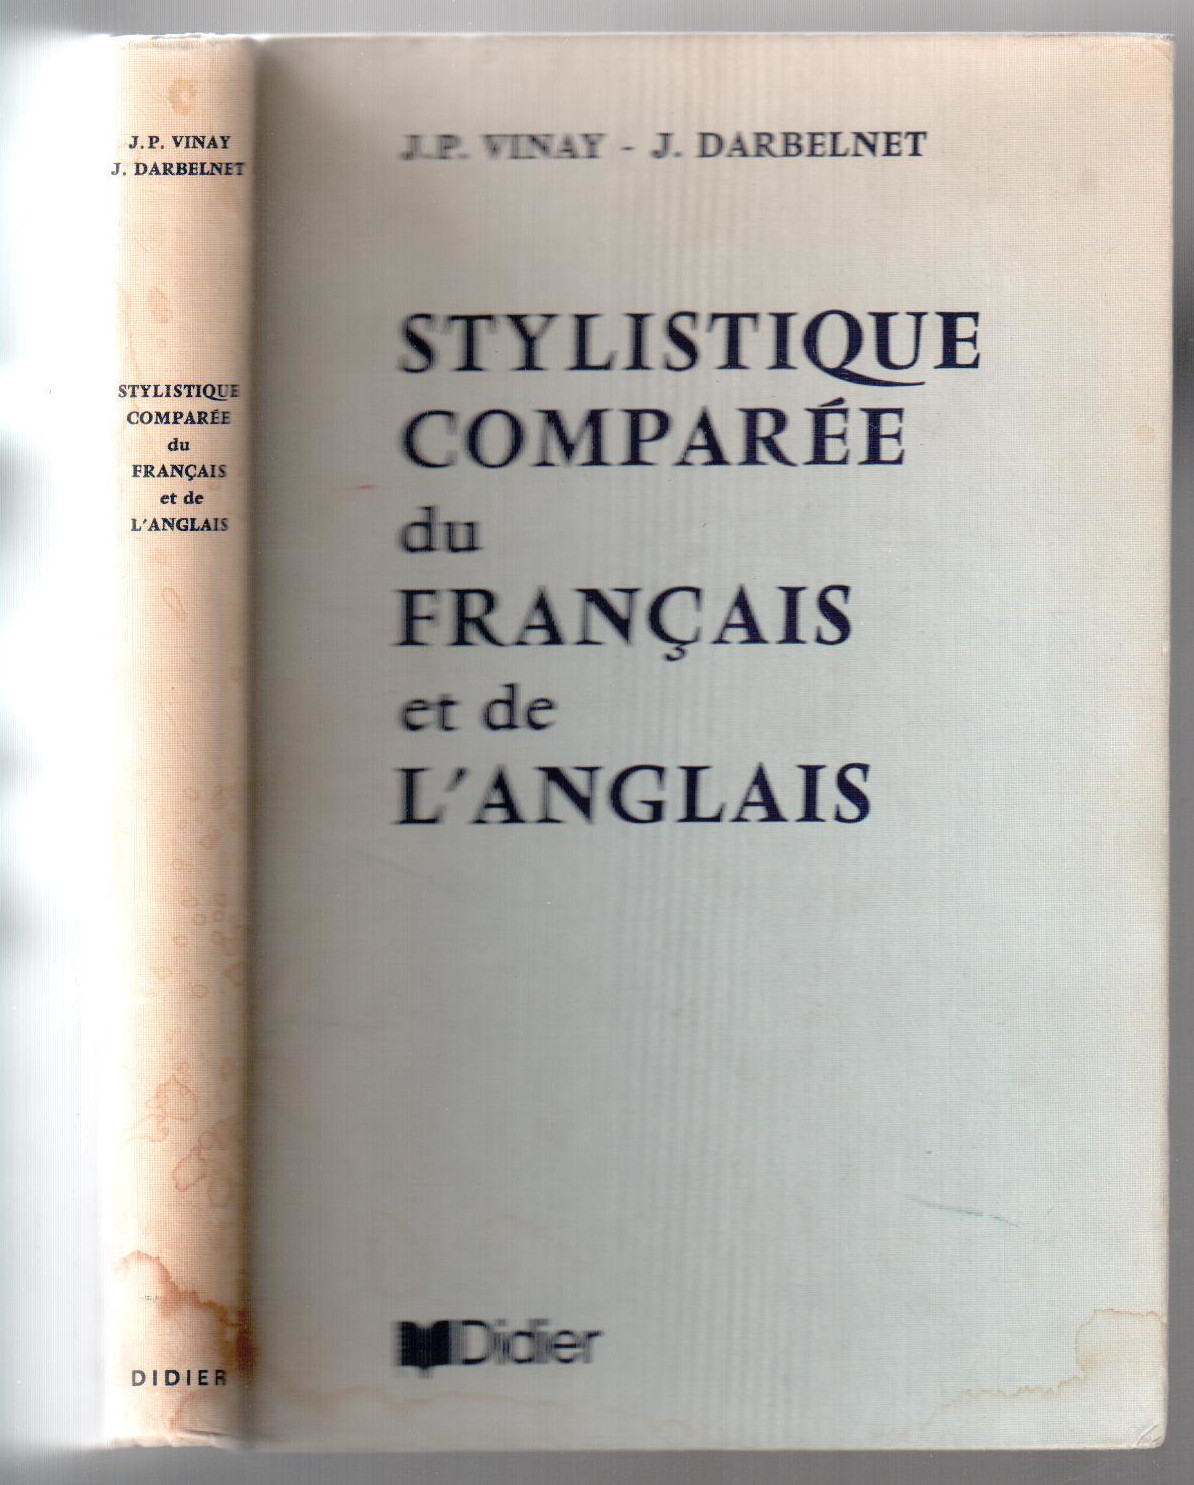 J.P. VINAY
J. DARBELNET
STYLISTIQUE
COMPARÉE
du
FRANÇAIS
et de
L'ANGLAIS
DIDIER
J.P. VINAY - J. DARBELNET
STYLISTIQUE
COMPARÉE
du
FRANÇAIS
et de
L'ANGLAIS
Didier